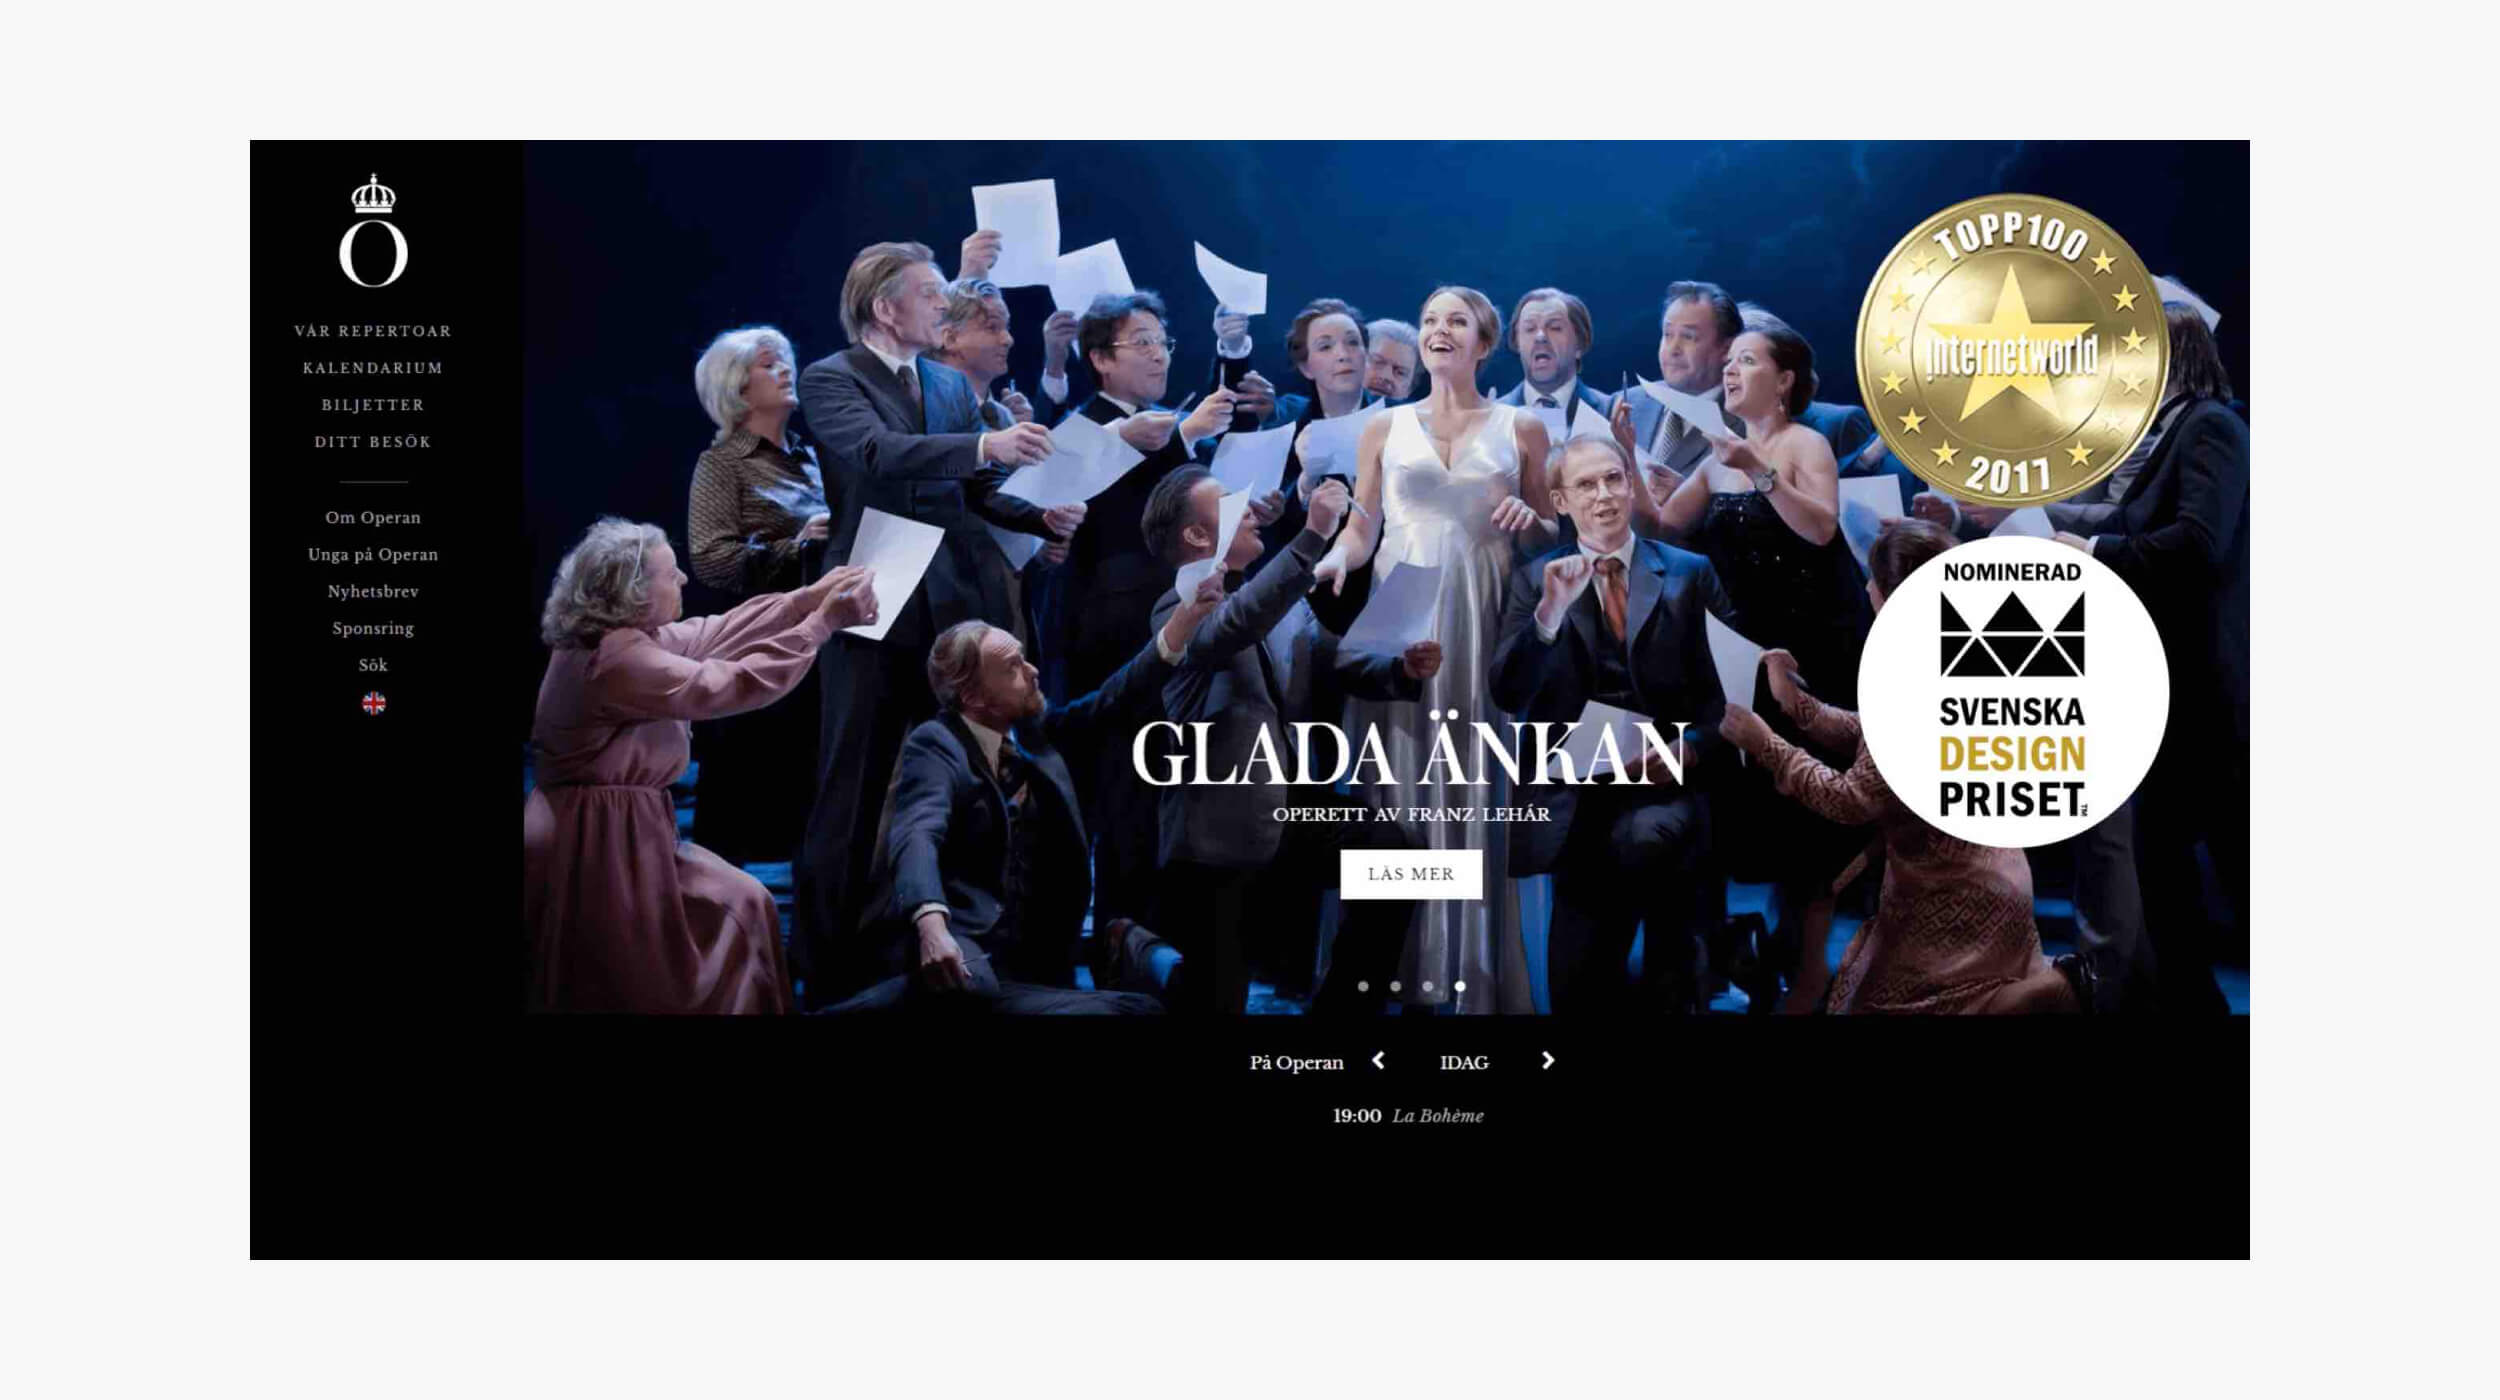 O
VÅR REPERTOAR
KALENDARIUM
BILJETTER
DITT BESÖK
Om Operan
Unga på Operan
Nyhetsbrev
Sponsring
Sök
TOPP100
internetworld
2017
NOMINERAD
SVENSKA
DESIGN
PRISET™
GLADA ÄNKAN
OPERETT AV FRANZ LEHÁR
LÄS MER
På Operan IDAG
19:00 La Bohème